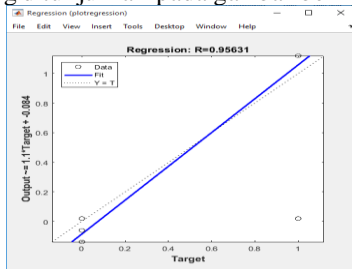 Regression (plotregression)
File Edit View Insert Tools Desktop Window Help
Regression: R=0.95631
Data
Fit
Y = T
Output ~= 1.1*Target + -0.084
1
0.8
0.6
0.4
0.2
0
0 0.2 0.4 0.6 0.8 1
Target